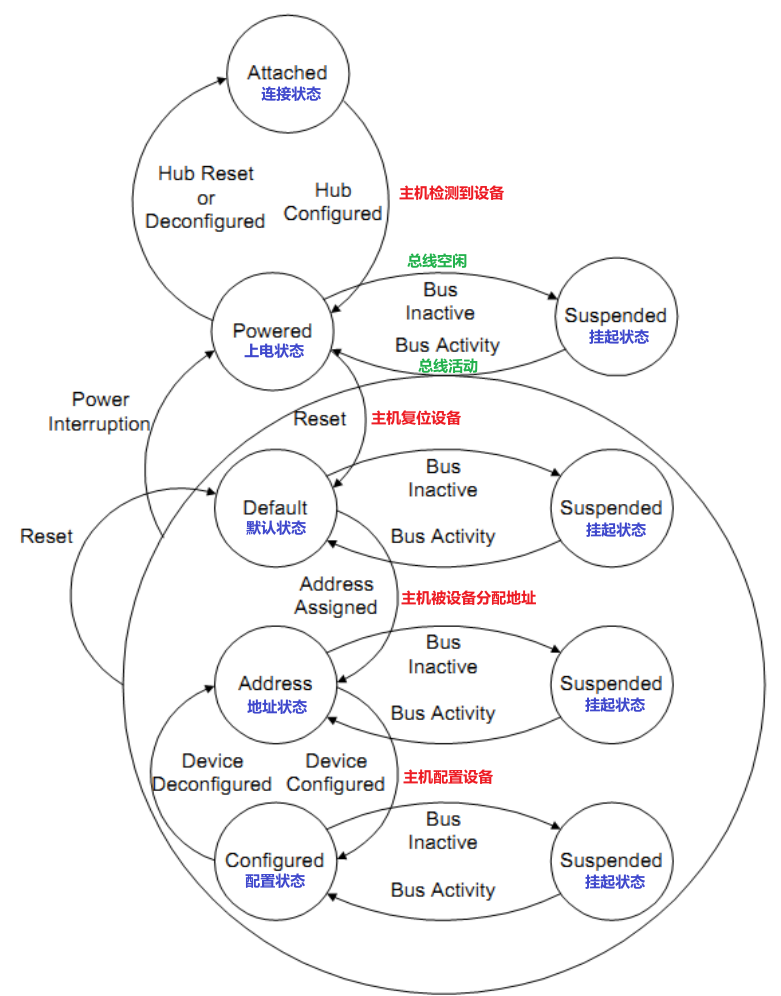 Attached
连接状态
Hub Reset
or
Deconfigured
Hub
Configured
主机检测到设备
总线空闲
Bus
Inactive
Powered
上电状态
Suspended
挂起状态
Bus Activity
总线活动
Power
Interruption
Reset
主机复位设备
Bus
Inactive
Default
默认状态
Suspended
挂起状态
Reset
Bus Activity
Address
Assigned
主机被设备分配地址
Bus
Inactive
Address
地址状态
Suspended
挂起状态
Bus Activity
Device
Deconfigured
Device
Configured
主机配置设备
Bus
Inactive
Configured
配置状态
Suspended
挂起状态
Bus Activity